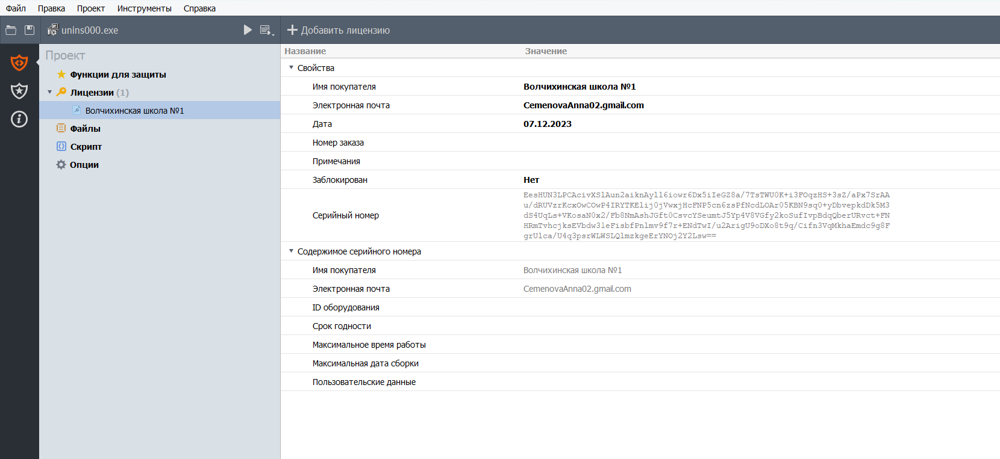 Файл Правка Проект Инструменты Справка
unins000.exe
Добавить лицензию
Проект
Функции для защиты
Лицензии (1)
Волчихинская школа №1
Файлы
Скрипт
Опции
Название Значение
Свойства
Имя покупателя Волчихинская школа №1
Электронная почта CemenovaAnna02.gmail.com
Дата 07.12.2023
Номер заказа
Примечания
Заблокирован Нет
Серийный номер
EesHUN3LPCAcivXSlAun2aiknAyll6iowr6Dx5iIeGZ8a/7TsTWU0K+i3FOqzHS+3sZ/aPx7SrAA
u/dRUVzrKcxOwCOwP4IRYTKElij0jVwxjHcFNP5cn6zsPfNcdLOAr05KBN9sq0+yDbvepkdDk5M3
dS4UqLs+VKosaN0x2/Fb8NmAshJGft0CsvcYSeumtJ5Yp4V8VGfy2koSufIvpBdqQberURvct+FN
HRmTvhcjksEVbdw3leFisbfPnlmv9f7r+ENdTwI/u2ArigU9oDXo8t9q/Cifn3VqMkhaEmdc9g8F
grUlca/U4q3psrWLWSLQlmzkgeErYNOj2Y2Lsw==
Содержимое серийного номера
Имя покупателя Волчихинская школа №1
Электронная почта CemenovaAnna02.gmail.com
ID оборудования
Срок годности
Максимальное время работы
Максимальная дата сборки
Пользовательские данные